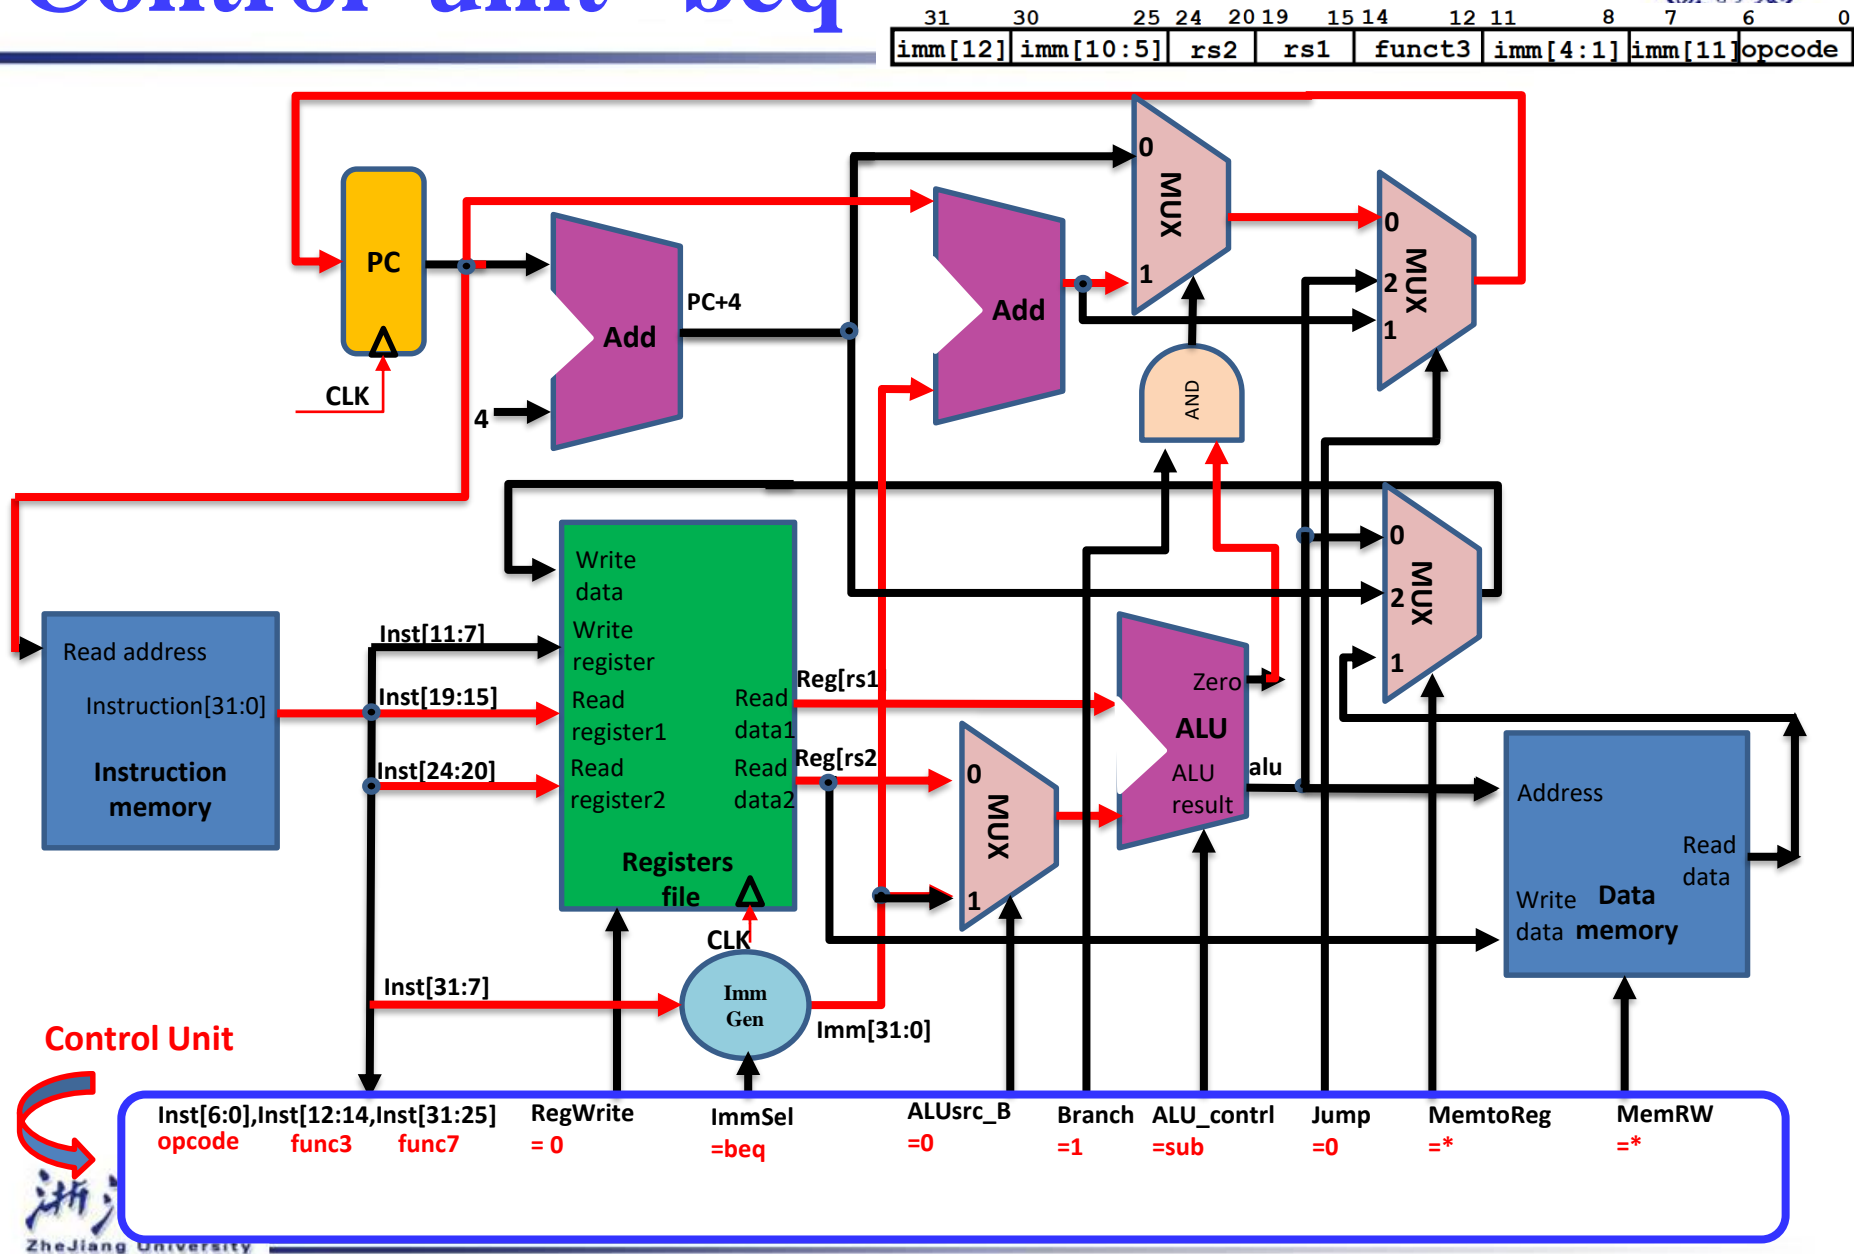 Control unit beq
31 30 25 24 20 19 15 14 12 11 8 7 6 0
imm[12] imm[10:5] rs2 rs1 funct3 imm[4:1] imm[11] opcode
0
MUX
1
0
2
MUX
1
PC
CLK
4
Add
PC+4
Add
AND
Write
data
Write
register
Read
register1
Read
register2
Read
data1
Read
data2
Registers
file
CLK
Read address
Instruction[31:0]
Instruction
memory
Inst[11:7]
Inst[19:15]
Inst[24:20]
Inst[31:7]
Reg[rs1
Reg[rs2
0
MUX
1
Zero
ALU
ALU
result
alu
0
MUX
2
1
Address
Read
data
Write
data
Data
memory
Imm
Gen
Imm[31:0]
Control Unit
Inst[6:0],Inst[12:14,Inst[31:25] RegWrite ImmSel ALUsrc_B Branch ALU_contrl Jump MemtoReg MemRW
opcode func3 func7 = 0 =beq =0 =1 =sub =0 =* =*
浙
ZheJiang University